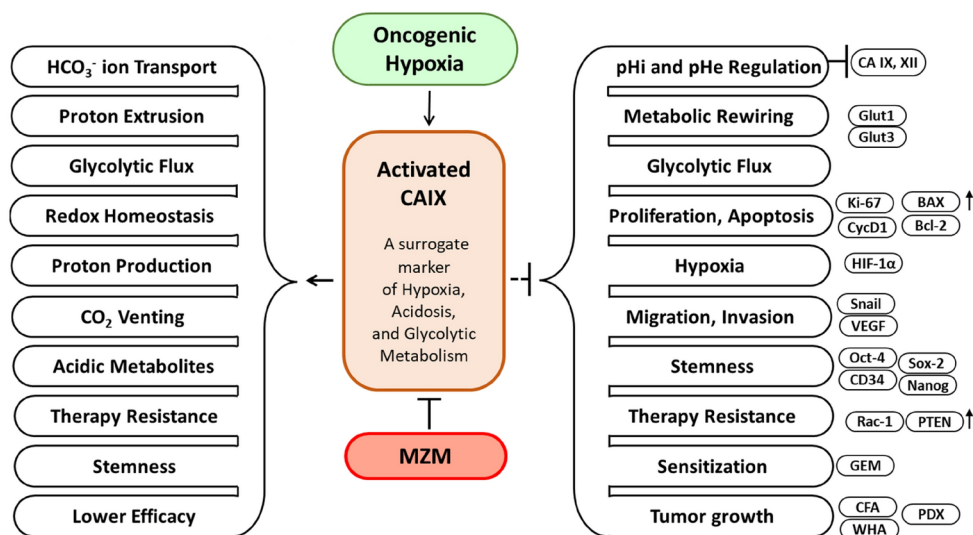 Oncogenic
Hypoxia
HCO₃⁻ ion Transport
Proton Extrusion
Glycolytic Flux
Redox Homeostasis
Proton Production
CO₂ Venting
Acidic Metabolites
Therapy Resistance
Stemness
Lower Efficacy
Activated
CAIX
A surrogate
marker
of Hypoxia,
Acidosis,
and Glycolytic
Metabolism
MZM
pHi and pHe Regulation
CA IX, XII
Metabolic Rewiring
Glut1
Glut3
Glycolytic Flux
Proliferation, Apoptosis
Ki-67
BAX
CycD1
Bcl-2
Hypoxia
HIF-1α
Migration, Invasion
Snail
VEGF
Stemness
Oct-4
Sox-2
CD34
Nanog
Therapy Resistance
Rac-1
PTEN
Sensitization
GEM
Tumor growth
CFA
PDX
WHA